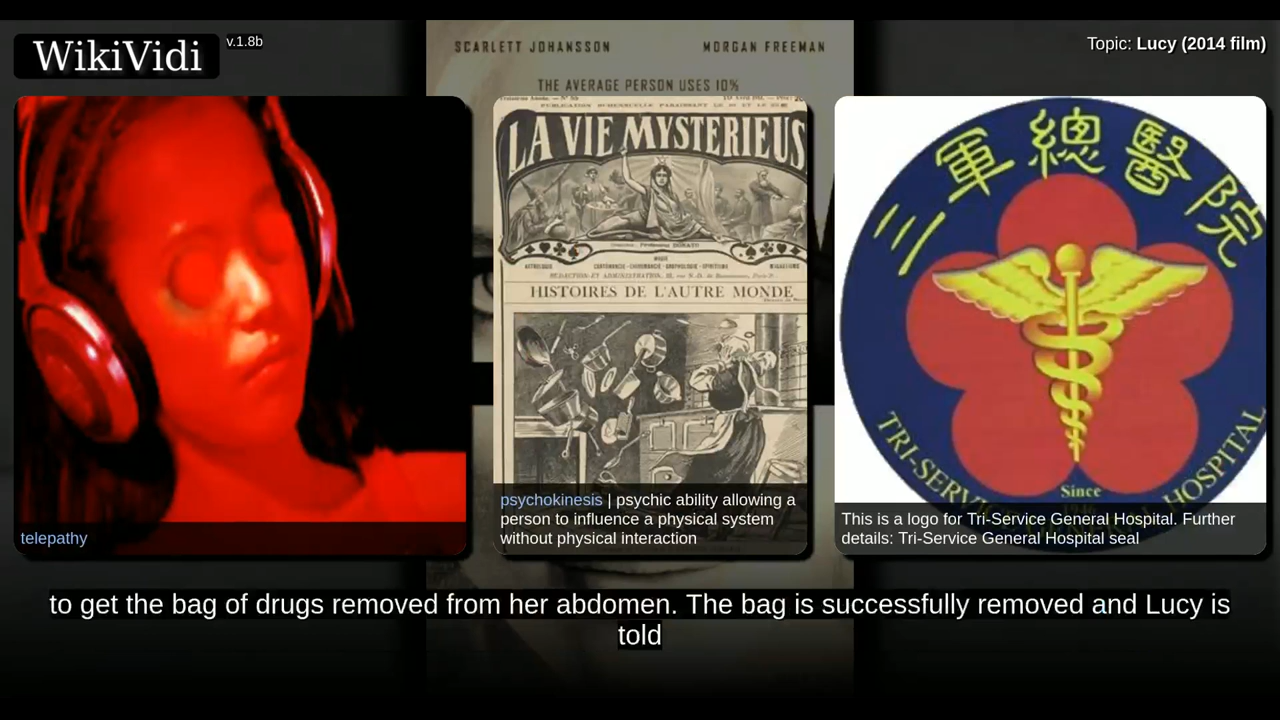 WikiVidi
v.1.8b
Topic: Lucy (2014 film)
SCARLETT JOHANSSON
MORGAN FREEMAN
THE AVERAGE PERSON USES 10%
LA VIE MYSTERIEUS
HISTOIRES DE L'AUTRE MONDE
三軍總醫院
TRI-SERVICE GENERAL HOSPITAL
Since
telepathy
psychokinesis | psychic ability allowing a
person to influence a physical system
without physical interaction
This is a logo for Tri-Service General Hospital. Further
details: Tri-Service General Hospital seal
to get the bag of drugs removed from her abdomen. The bag is successfully removed and Lucy is
told